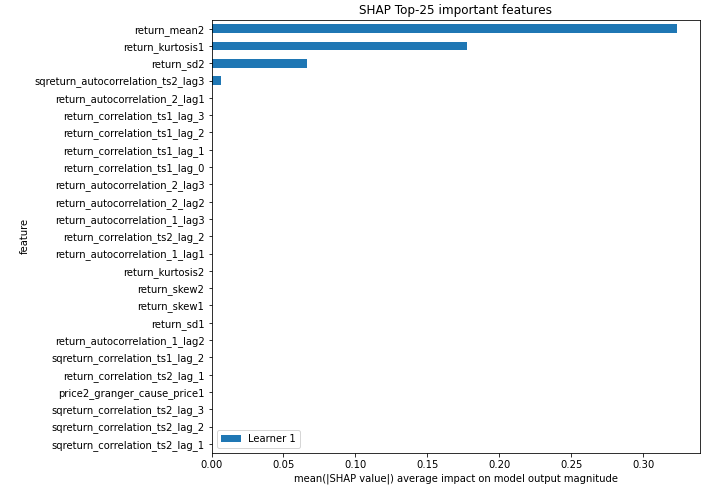 SHAP Top-25 important features
return_mean2
return_kurtosis1
return_sd2
sqreturn_autocorrelation_ts2_lag3
return_autocorrelation_2_lag1
return_correlation_ts1_lag_3
return_correlation_ts1_lag_2
return_correlation_ts1_lag_1
return_correlation_ts1_lag_0
return_autocorrelation_2_lag3
return_autocorrelation_2_lag2
return_autocorrelation_1_lag3
return_correlation_ts2_lag_2
return_autocorrelation_1_lag1
return_kurtosis2
return_skew2
return_skew1
return_sd1
return_autocorrelation_1_lag2
sqreturn_correlation_ts1_lag_2
return_correlation_ts2_lag_1
price2_granger_cause_price1
sqreturn_correlation_ts2_lag_3
sqreturn_correlation_ts2_lag_2
sqreturn_correlation_ts2_lag_1
feature
Learner 1
0.00 0.05 0.10 0.15 0.20 0.25 0.30
mean(|SHAP value|) average impact on model output magnitude